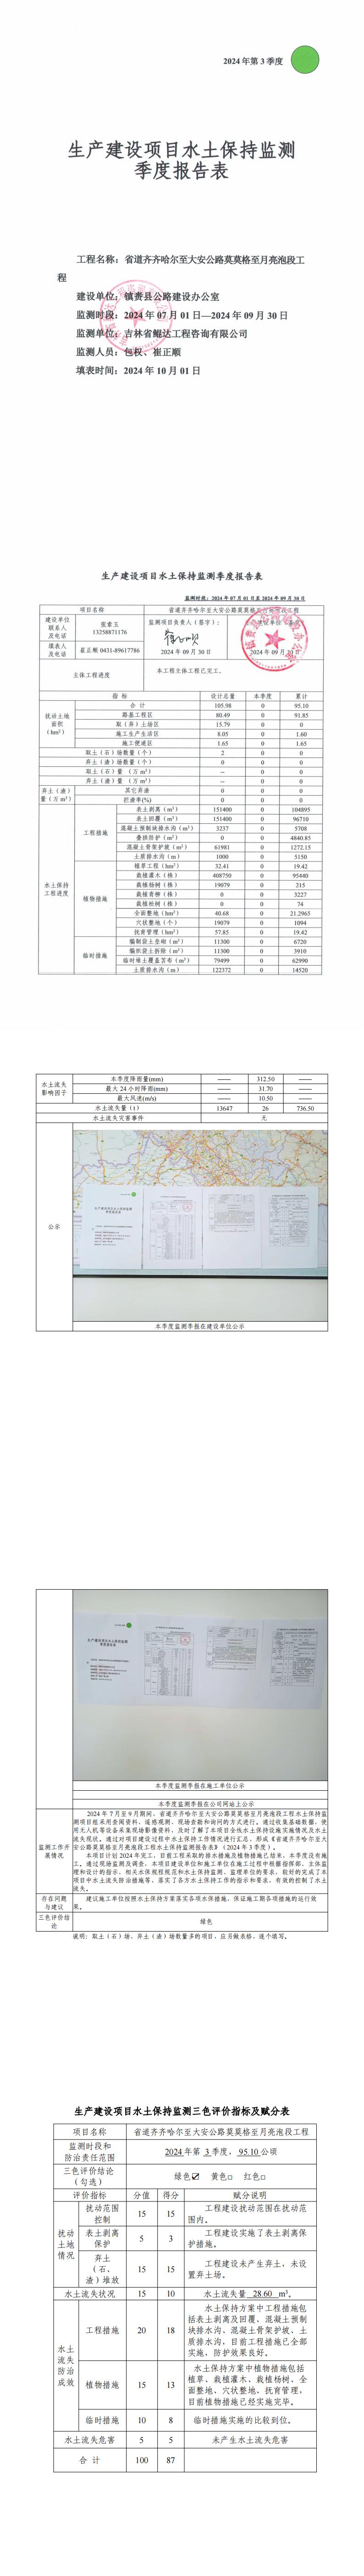 2024 年第 3 季度
生产建设项目水土保持监测
季度报告表
工程名称：省道齐齐哈尔至大安公路莫莫格至月亮泡段工
程
建设单位：镇赉县公路建设办公室
监测时段：2024 年 07 月 01 日—2024 年 09 月 30 日
监测单位：吉林省鲲达工程咨询有限公司
监测人员：包权、崔正顺
填表时间：2024 年 10 月 01 日
生产建设项目水土保持监测季度报告表
监测时段：2024 年 07 月 01 日至 2024 年 09 月 30 日
项目名称 省道齐齐哈尔至大安公路莫莫格至月亮泡段工程
建设单位
联系人
及电话
张章玉
13258871176
监测项目负责人（签字）：
2024 年 09 月 30 日
2024 年 09 月 30 日
填表人
及电话
崔正顺 0431-89617786
主体工程进度 本工程主体工程已完工。
指 标 设计总量 本季度 累计
扰动土地
面积
（hm²）
合 计 105.98 0 95.10
路基工程区 80.49 0 91.85
取（弃）土场区 15.79 0 0
施工生产生活区 8.05 0 1.60
施工便道区 1.65 0 1.65
取土（石）场数量（个） 2 0 0
弃土（渣）场数量（个） 0 0 0
取土（石）量（万 m³） -- 0 0
弃土（渣）量（万 m³） -- 0 0
弃土（渣）
量（万 m³）
其它弃渣 0 0 0
拦渣率(%) 0 0 0
水土保持
工程进度
工程措施
表土剥离（m³） 151400 0 104895
表土回覆（m³） 151400 0 96710
混凝土预制块排水沟（m³） 3237 0 5708
叠拱防护（m²） 0 0 4840.85
混凝土骨架护坡（m³） 61981 0 1272.15
土质排水沟（m） 1000 0 5150
植物措施
植草工程（hm²） 32.41 0 19.42
栽植灌木（株） 408750 0 95440
栽植杨树（株） 19079 0 215
栽植青柳（株） 0 0 3227
栽植松树（株） 0 0 74
全面整地（hm²） 40.68 0 21.2965
穴状整地（个） 19079 0 1094
抚育管理（hm²） 57.85 0 19.42
临时措施
编制袋土垒砌（m³） 11300 0 6720
编织袋土拆除（m³） 11300 0 3910
临时堆土覆盖苫布（m²） 79499 0 62990
土质排水沟（m） 122372 0 14520
水土流失
影响因子
本季度降雨量(mm) —— 312.50 ——
最大 24 小时降雨(mm) —— 31.70 ——
最大风速(m/s) —— 10.50 ——
水土流失量（t） 13647 26 736.50
水土流失灾害事件 无
公示
本季度监测季报在建设单位公示
本季度监测季报在施工单位公示
本季度监测季报在公司网站上公示
监测工作开
展情况
2024 年 7 月至 9 月期间，省道齐齐哈尔至大安公路莫莫格至月亮泡段工程水土保持监
测项目组采用查阅资料、遥感观测、现场查勘和询问的方式进行。通过收集基础数据，使
用无人机等设备采集现场影像资料，及时了解了本项目全线水土保持设施实施情况及水土
流失现状。通过对项目建设过程中水土保持工作情况进行汇总，形成《省道齐齐哈尔至大
安公路莫莫格至月亮泡段工程水土保持监测报告表》（2024 年 3 季度）。
本项目计划 2024 年完工，目前工程采取的排水措施及植物措施已结束，本季度没有施
工。通过现场监测及调查，本项目建设单位和施工单位在施工过程中根据指挥部、主体监
理和设计的指示，相关水保规程规范和水土保持监测、监理单位的要求，较好的完成了本
项目中水土流失防治措施等，落实了各方水土保持工作的指示和要求，有效的控制了水土
流失。
存在问题
与建议
建议施工单位按照水土保持方案落实各项水保措施，保证施工期各项措施的运行效
果。
三色评价结
论
绿色
说明：取土（石）场、弃土（渣）场数量多的项目，应另做表格，逐个填写。
生产建设项目水土保持监测三色评价指标及赋分表
项目名称 省道齐齐哈尔至大安公路莫莫格至月亮泡段工程
监测时段和
防治责任范围
2024 年第 3 季度，95.10 公顷
三色评价结论
（勾选）
绿色☑ 黄色□ 红色□
评价指标 分值 得分 赋分说明
扰动
土地
情况
扰动范围
控制
15 15
工程建设扰动范围在扰动范
围内。
表土剥离
保护
5 3
工程建设实施了表土剥离保
护措施。
弃土
（石、
渣）堆放
15 15
工程建设未产生弃土，未设
置弃土场。
水土流失状况 15 10 水土流失量 28.60 m³。
水土
流失
防治
成效
工程措施 20 18
水土保持方案中工程措施包
括表土剥离及回覆、混凝土预制
块排水沟、混凝土骨架护坡、土
质排水沟，目前工程措施已全部
实施，防护效果良好。
植物措施 15 13
水土保持方案中植物措施包括
植草、栽植灌木、栽植杨树、全
面整地、穴状整地、抚育管理，
目前植物措施已经实施完毕。
临时措施 10 8 临时措施实施的比较到位。
水土流失危害 5 5 未产生水土流失危害
合 计 100 87